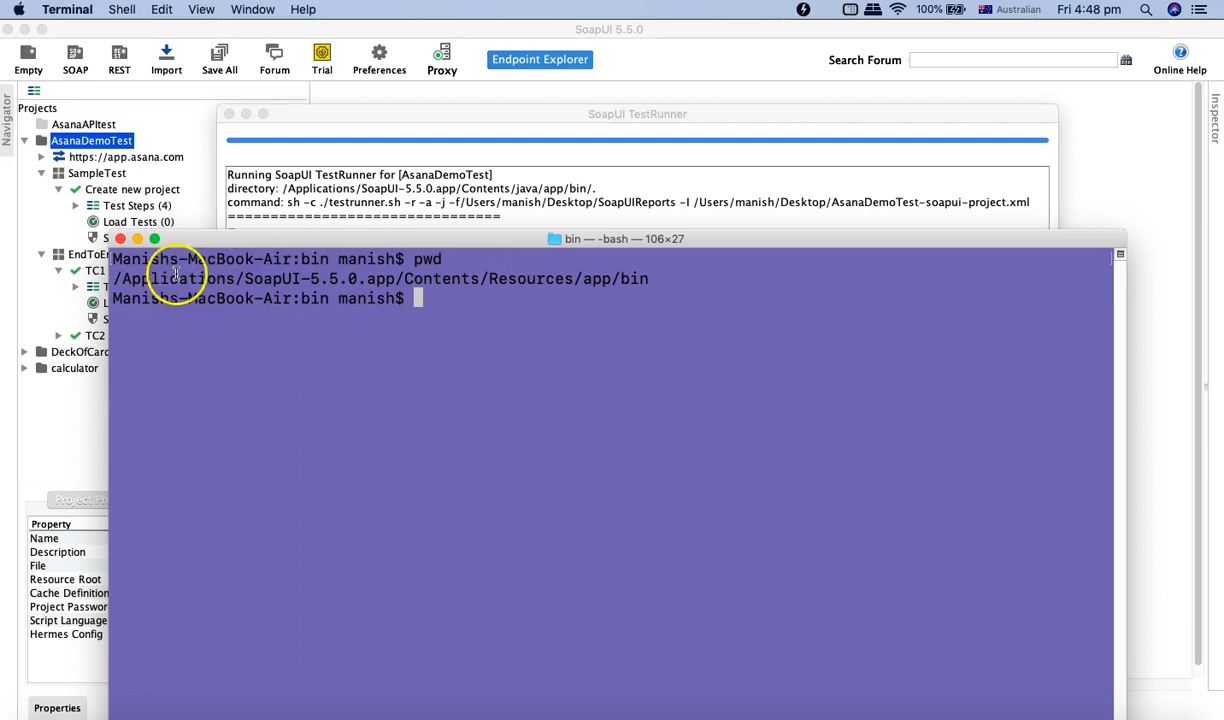 Terminal Shell Edit View Window Help 100% Australian Fri 4:48 pm
SoapUI 5.5.0
Empty SOAP REST Import Save All Forum Trial Preferences Proxy Endpoint Explorer Search Forum Online Help
Navigator
Inspector
Projects
AsanaAPItest
AsanaDemoTest
https://app.asana.com
SampleTest
Create new project
Test Steps (4)
Load Tests (0)
S
EndToEn
TC1
T
L
S
TC2
DeckOfCard
calculator
SoapUI TestRunner
Running SoapUI TestRunner for [AsanaDemoTest]
directory: /Applications/SoapUI-5.5.0.app/Contents/java/app/bin/.
command: sh -c ./testrunner.sh -r -a -j -f/Users/manish/Desktop/SoapUIReports -I /Users/manish/Desktop/AsanaDemoTest-soapui-project.xml
================================
bin — -bash — 106×27
Manishs-MacBook-Air:bin manish$ pwd
/Applications/SoapUI-5.5.0.app/Contents/Resources/app/bin
Manishs-MacBook-Air:bin manish$
Project Pr
Property
Name
Description
File
Resource Root
Cache Definition
Project Password
Script Language
Hermes Config
Properties